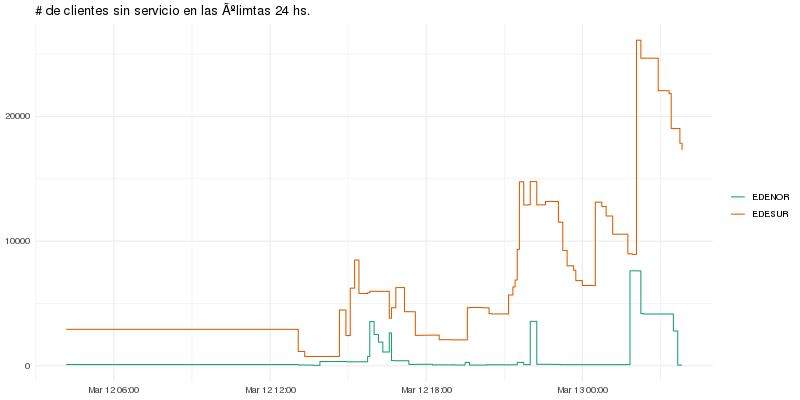 # de clientes sin servicio en las Ãºlimtas 24 hs.
20000
10000
0
Mar 12 06:00
Mar 12 12:00
Mar 12 18:00
Mar 13 00:00
EDENOR
EDESUR